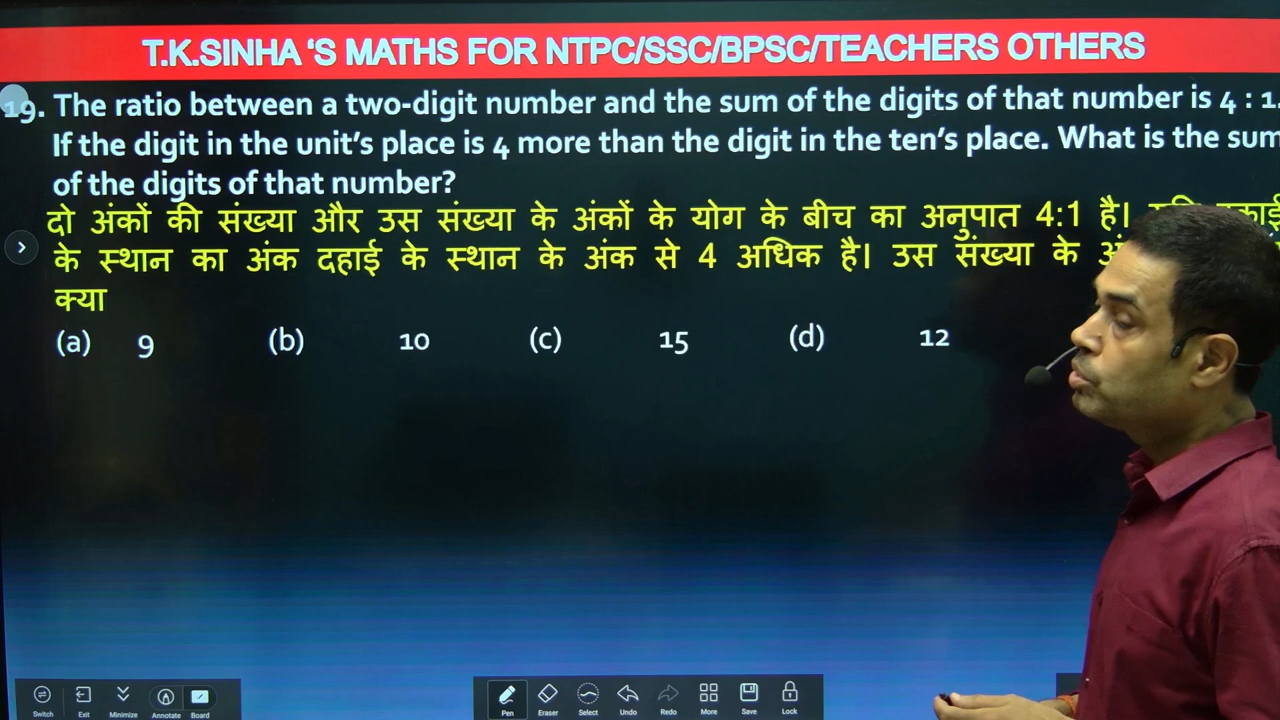 T.K.SINHA ‘S MATHS FOR NTPC/SSC/BPSC/TEACHERS OTHERS
19. The ratio between a two-digit number and the sum of the digits of that number is 4 : 1.
If the digit in the unit’s place is 4 more than the digit in the ten’s place. What is the sum
of the digits of that number?
दो अंकों की संख्या और उस संख्या के अंकों के योग के बीच का अनुपात 4:1 है।
के स्थान का अंक दहाई के स्थान के अंक से 4 अधिक है। उस संख्या के
क्या
(a) 9 (b) 10 (c) 15 (d) 12
Switch Exit Minimize Annotate Board Pen Eraser Select Undo Redo More Save Lock